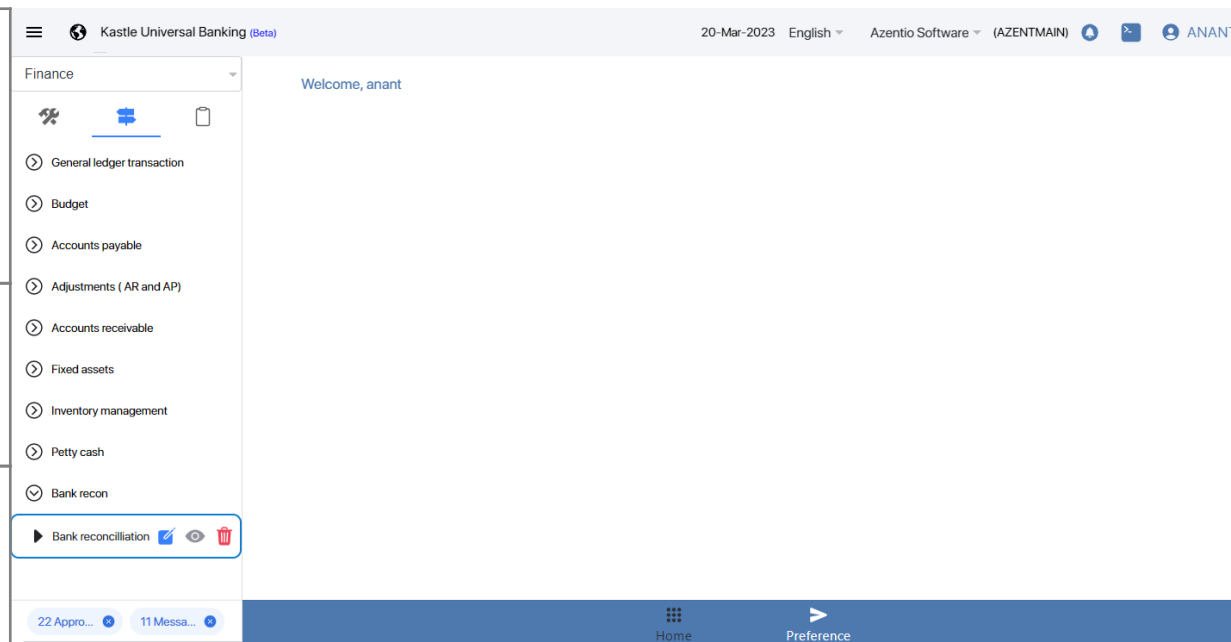 Kastle Universal Banking (Beta)
20-Mar-2023 English Azentio Software (AZENTMAIN) ANANT
Finance
Welcome, anant
General ledger transaction
Budget
Accounts payable
Adjustments ( AR and AP)
Accounts receivable
Fixed assets
Inventory management
Petty cash
Bank recon
Bank reconcilliation
22 Appro... 11 Messa...
Home Preference